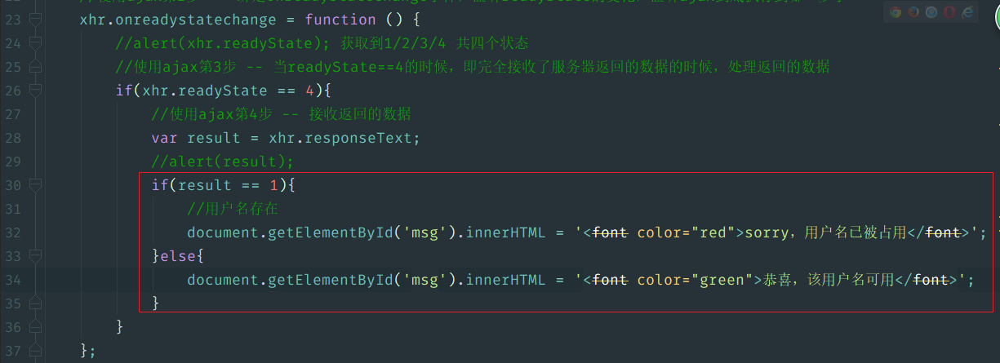 23 xhr.onreadystatechange = function () {
24 //alert(xhr.readyState); 获取到1/2/3/4 共四个状态
25 //使用ajax第3步 -- 当readyState==4的时候，即完全接收了服务器返回的数据的时候，处理返回的数据
26 if(xhr.readyState == 4){
27 //使用ajax第4步 -- 接收返回的数据
28 var result = xhr.responseText;
29 //alert(result);
30 if(result == 1){
31 //用户名存在
32 document.getElementById('msg').innerHTML = '<font color="red">sorry，用户名已被占用</font>';
33 }else{
34 document.getElementById('msg').innerHTML = '<font color="green">恭喜，该用户名可用</font>';
35 }
36 }
37 };